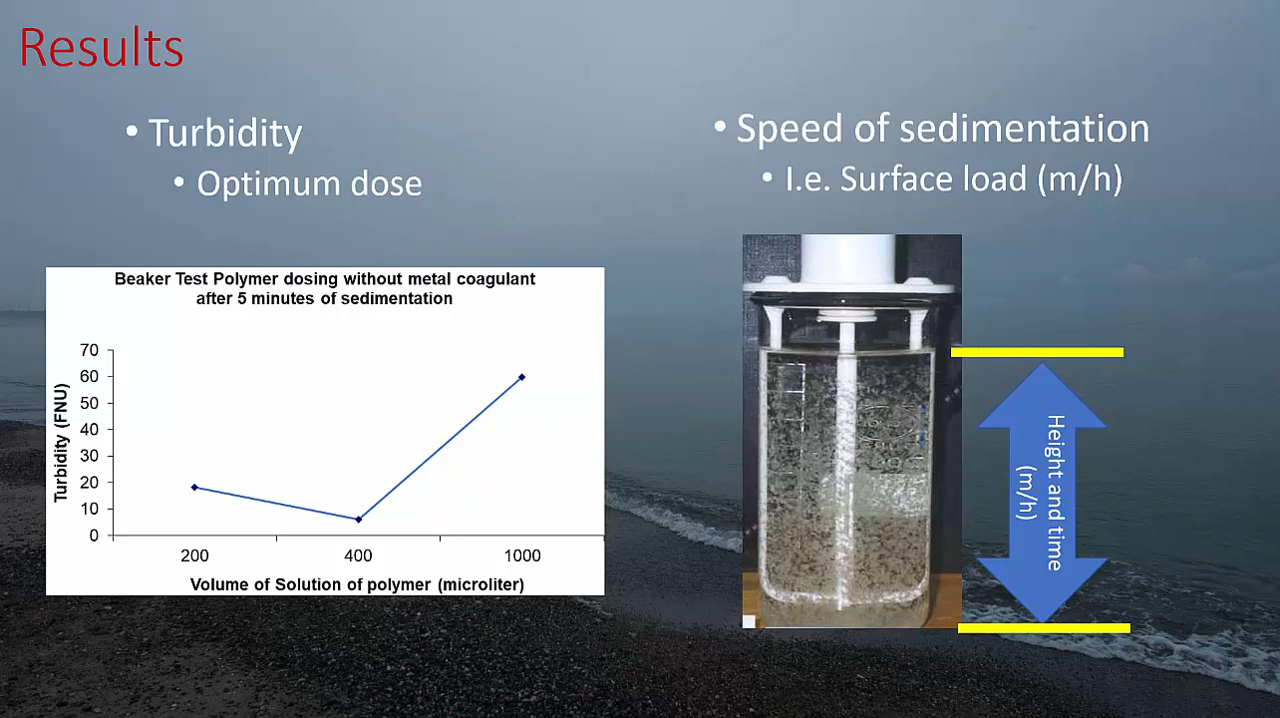 Results
• Turbidity
• Optimum dose
Beaker Test Polymer dosing without metal coagulant
after 5 minutes of sedimentation
70
60
50
40
30
20
10
0
Turbidity (FNU)
200 400 1000
Volume of Solution of polymer (microliter)
• Speed of sedimentation
• I.e. Surface load (m/h)
Height and time
(m/h)